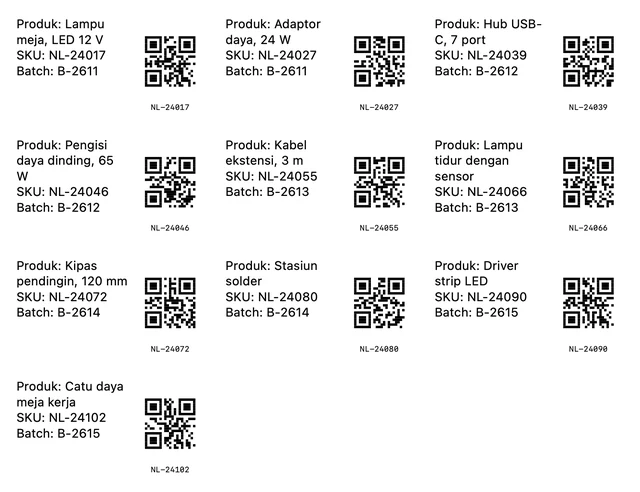 Produk: Lampu
meja, LED 12 V
SKU: NL-24017
Batch: B-2611
NL-24017
Produk: Adaptor
daya, 24 W
SKU: NL-24027
Batch: B-2611
NL-24027
Produk: Hub USB-
C, 7 port
SKU: NL-24039
Batch: B-2612
NL-24039
Produk: Pengisi
daya dinding, 65
W
SKU: NL-24046
Batch: B-2612
NL-24046
Produk: Kabel
ekstensi, 3 m
SKU: NL-24055
Batch: B-2613
NL-24055
Produk: Lampu
tidur dengan
sensor
SKU: NL-24066
Batch: B-2613
NL-24066
Produk: Kipas
pendingin, 120 mm
SKU: NL-24072
Batch: B-2614
NL-24072
Produk: Stasiun
solder
SKU: NL-24080
Batch: B-2614
NL-24080
Produk: Driver
strip LED
SKU: NL-24090
Batch: B-2615
NL-24090
Produk: Catu daya
meja kerja
SKU: NL-24102
Batch: B-2615
NL-24102